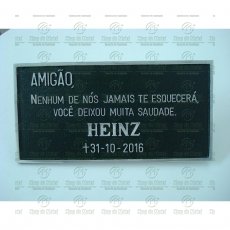 AMIGÃO,
NENHUM DE NÓS JAMAIS TE ESQUECERÁ,
VOCÊ DEIXOU MUITA SAUDADE.
HEINZ
✝31-10-2016